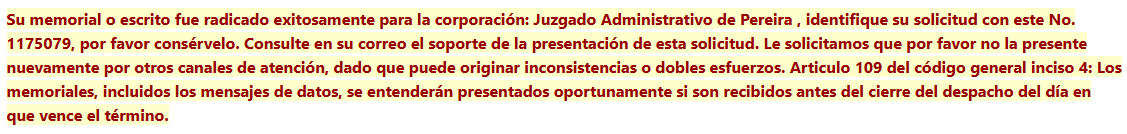 Su memorial o escrito fue radicado exitosamente para la corporación: Juzgado Administrativo de Pereira , identifique su solicitud con este No.
1175079, por favor consérvelo. Consulte en su correo el soporte de la presentación de esta solicitud. Le solicitamos que por favor no la presente
nuevamente por otros canales de atención, dado que puede originar inconsistencias o dobles esfuerzos. Articulo 109 del código general inciso 4: Los
memoriales, incluidos los mensajes de datos, se entenderán presentados oportunamente si son recibidos antes del cierre del despacho del día en
que vence el término.